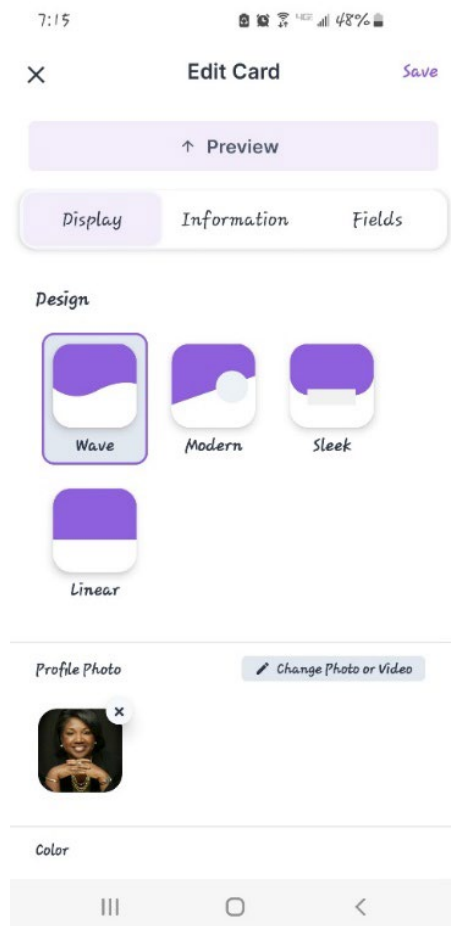 7:15 48%
Edit Card Save
↑ Preview
Display Information Fields
Design
Wave Modern Sleek
Linear
Profile Photo Change Photo or Video
Color